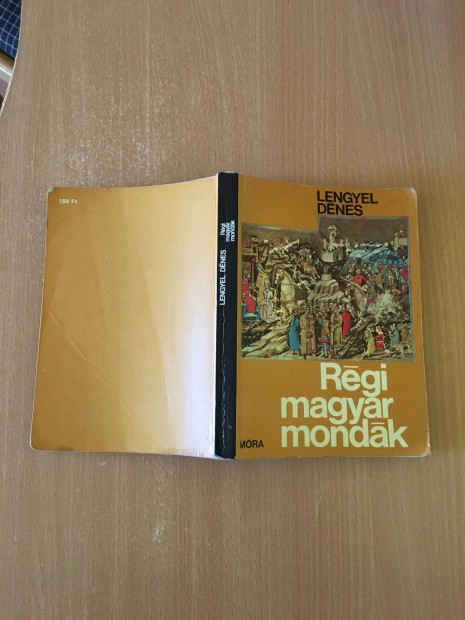 168 Ft
LENGYEL DÉNES
Régi
magyar
mondák
LENGYEL
DÉNES
Régi
magyar
mondák
MÓRA